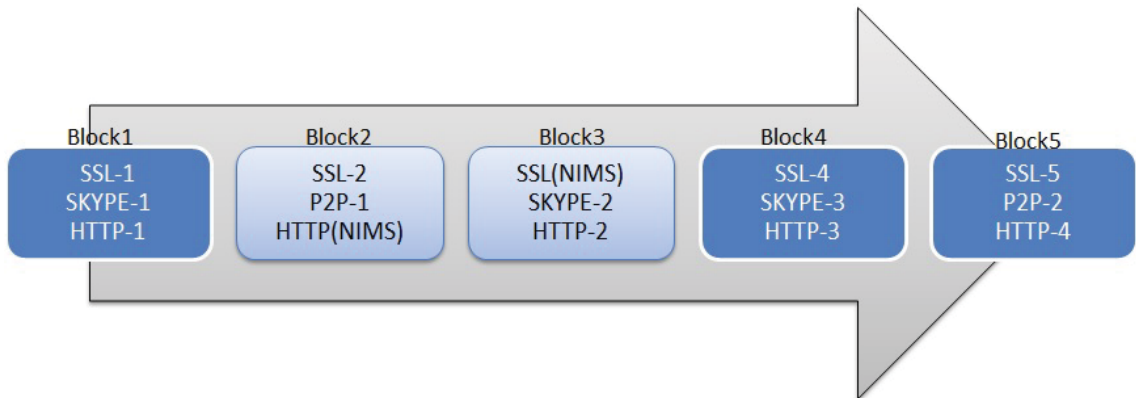 Block1
SSL-1
SKYPE-1
HTTP-1
Block2
SSL-2
P2P-1
HTTP(NIMS)
Block3
SSL(NIMS)
SKYPE-2
HTTP-2
Block4
SSL-4
SKYPE-3
HTTP-3
Block5
SSL-5
P2P-2
HTTP-4